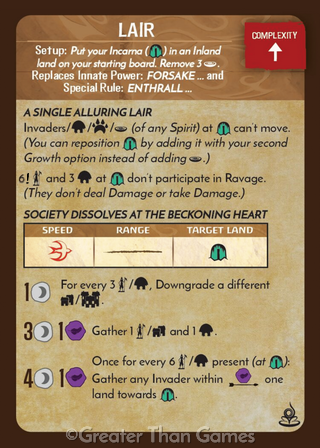 LAIR
COMPLEXITY
Setup: Put your Incarna ( ) in an Inland
land on your starting board. Remove 3 .
Replaces Innate Power: FORSAKE ... and
Special Rule: ENTHRALL ...
A SINGLE ALLURING LAIR
Invaders/ / / (of any Spirit) at can't move.
(You can reposition by adding it with your second
Growth option instead of adding .)
6! and 3 at don't participate in Ravage.
(They don't deal Damage or take Damage.)
SOCIETY DISSOLVES AT THE BECKONING HEART
SPEED RANGE TARGET LAND
1 For every 3 / , Downgrade a different
/ .
3 1 Gather 1 / and 1 .
Once for every 6 / present (at ):
4 1 Gather any Invader within one
land towards .
©Greater Than Games